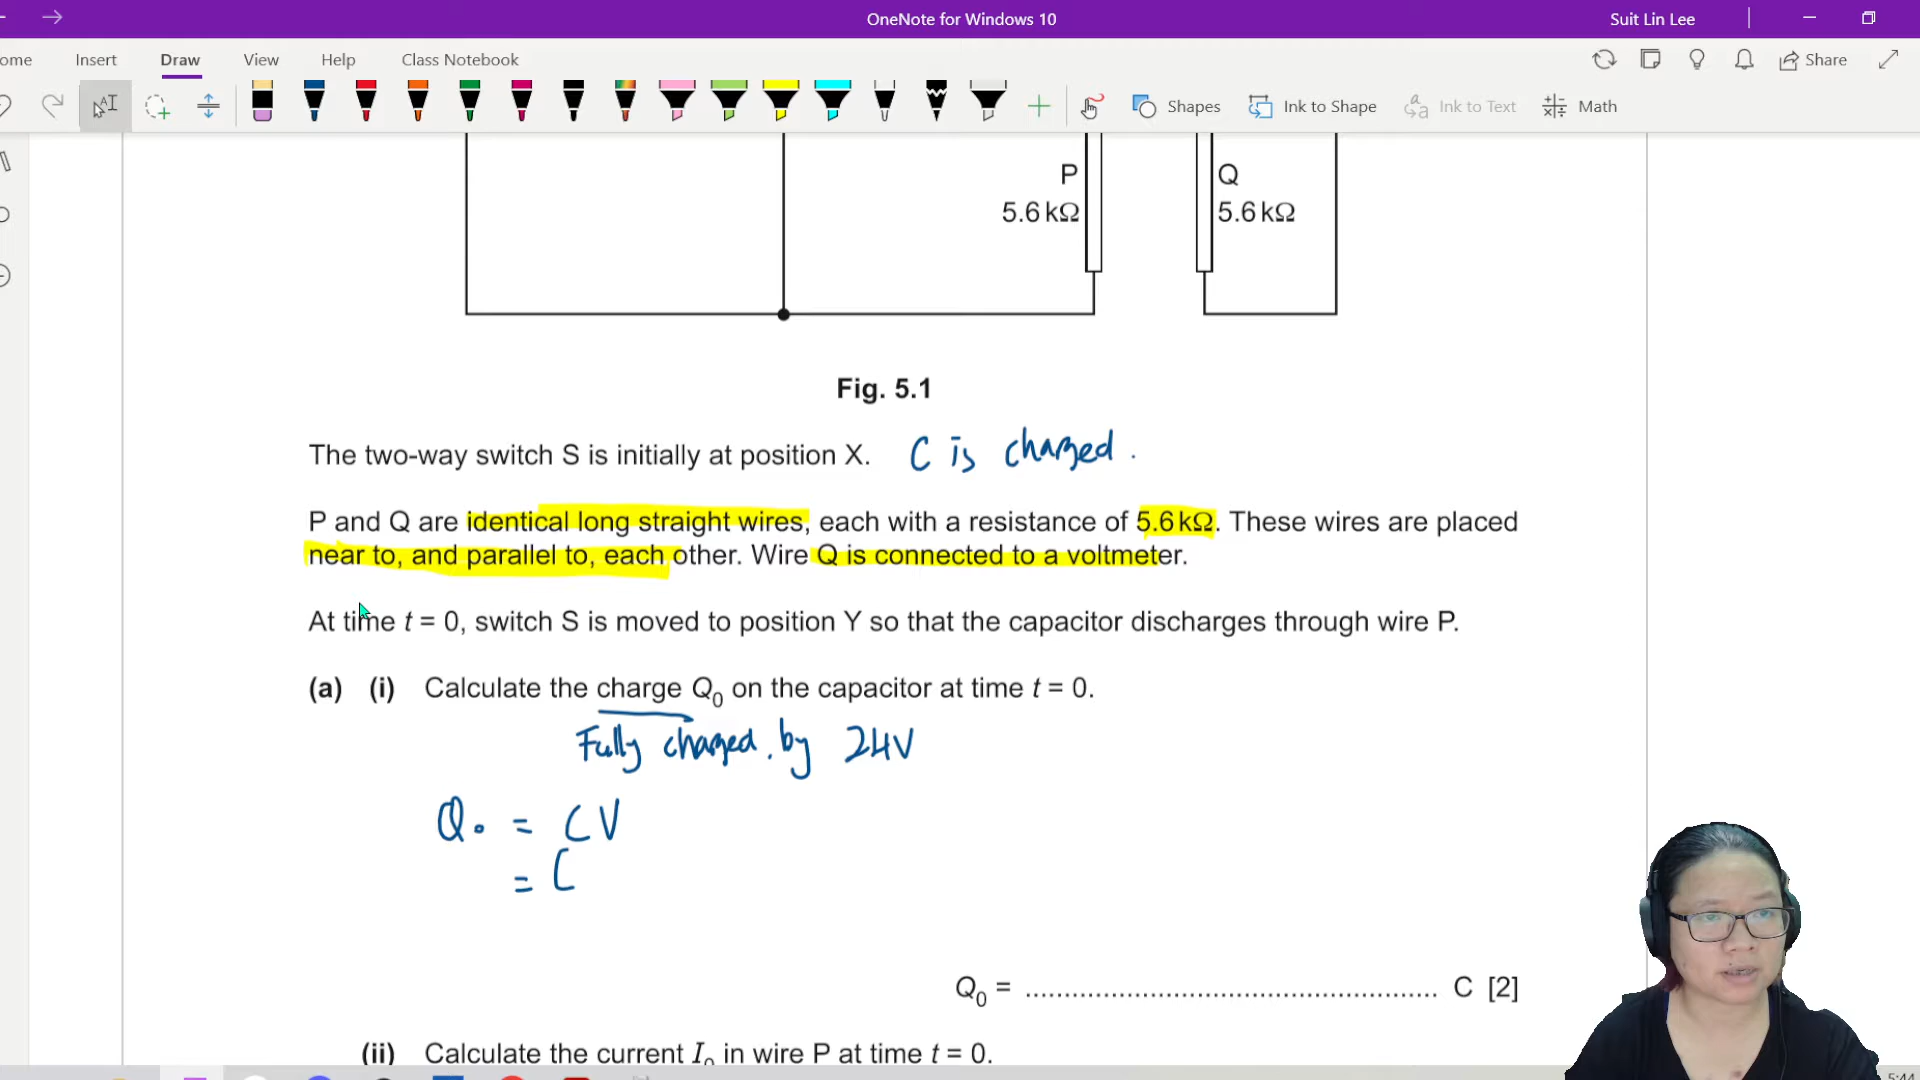 OneNote for Windows 10
Suit Lin Lee
ome Insert Draw View Help Class Notebook Share
Shapes Ink to Shape Ink to Text Math
P Q
5.6 kΩ 5.6 kΩ
Fig. 5.1
The two-way switch S is initially at position X. C is charged.
P and Q are identical long straight wires, each with a resistance of 5.6 kΩ. These wires are placed
near to, and parallel to, each other. Wire Q is connected to a voltmeter.
At time t = 0, switch S is moved to position Y so that the capacitor discharges through wire P.
(a) (i) Calculate the charge Q₀ on the capacitor at time t = 0.
Fully charged. by 24V
Q₀ = CV
= C
Q₀ = ...................................................... C [2]
(ii) Calculate the current I₀ in wire P at time t = 0.
5:44